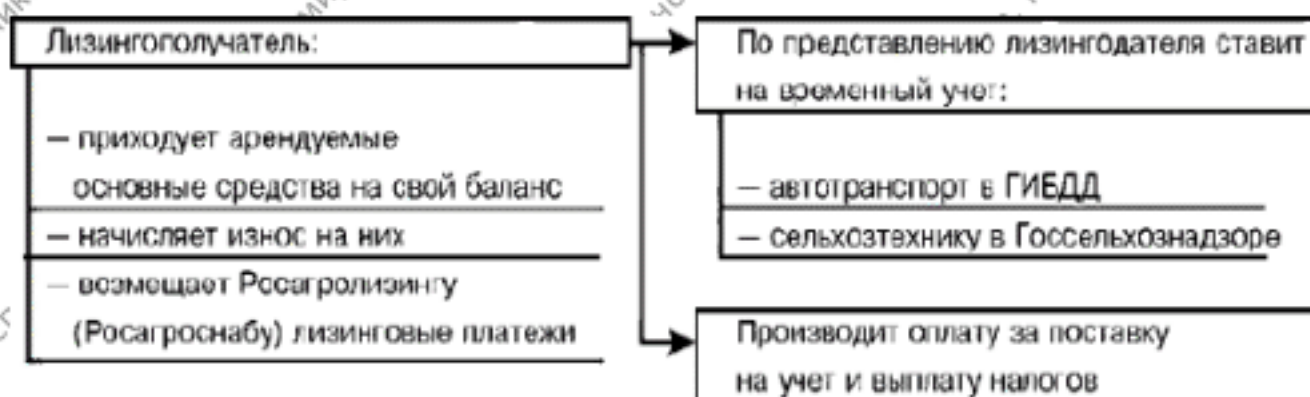 Лизингополучатель:
— приходует арендуемые
основные средства на свой баланс
— начисляет износ на них
— возмещает Росагролизингу
(Росагроснабу) лизинговые платежи
По представлению лизингодателя ставит
на временный учет:
— автотранспорт в ГИБДД
— сельхозтехнику в Госсельхознадзоре
Производит оплату за поставку
на учет и выплату налогов